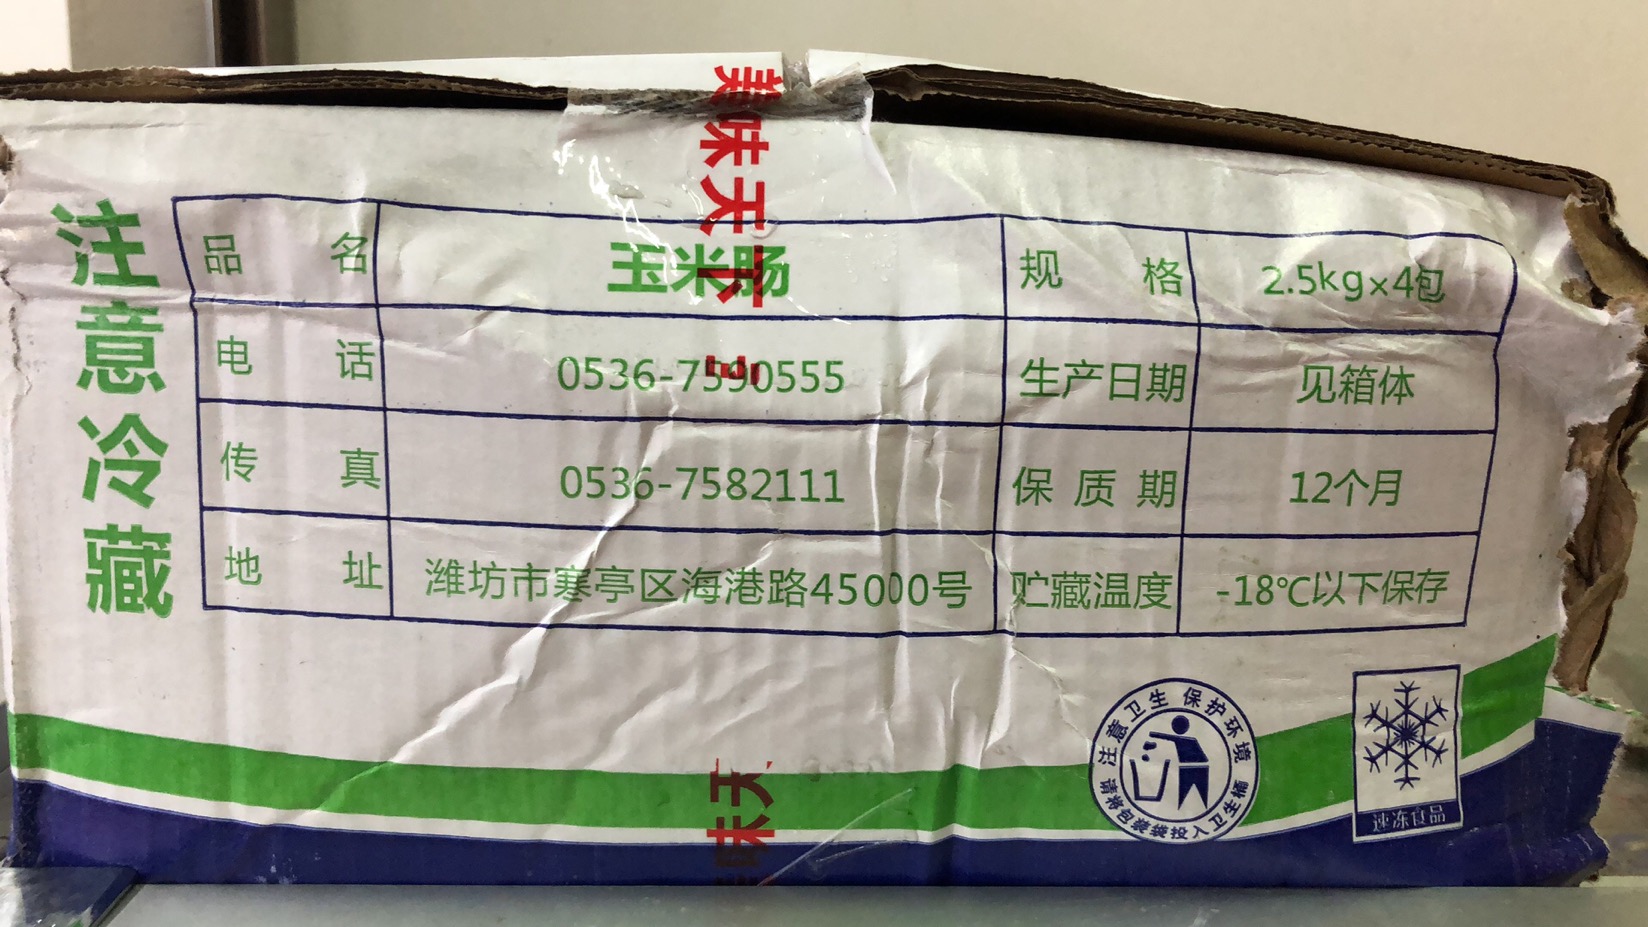 美味天下
注意冷藏
品名 玉米段 规格 2.5kg×4包
电话 0536-7590555 生产日期 见箱体
传真 0536-7582111 保质期 12个月
地址 潍坊市寒亭区海港路45000号 贮藏温度 -18℃以下保存
注意卫生 保护环境
请将包装袋投入卫生桶
速冻食品
味天